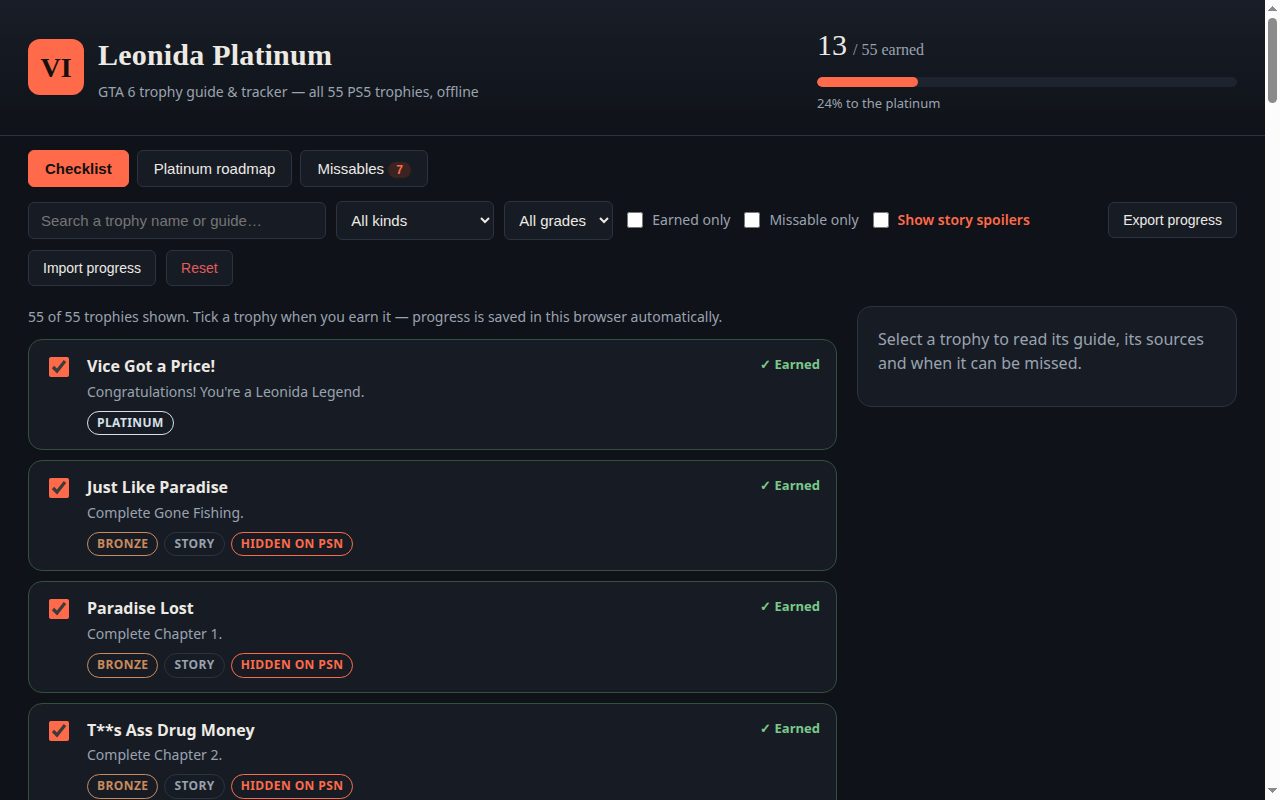 VI
Leonida Platinum
GTA 6 trophy guide & tracker — all 55 PS5 trophies, offline
13 / 55 earned
24% to the platinum
Checklist
Platinum roadmap
Missables 7
Search a trophy name or guide…
All kinds
All grades
Earned only
Missable only
Show story spoilers
Export progress
Import progress
Reset
55 of 55 trophies shown. Tick a trophy when you earn it — progress is saved in this browser automatically.
Select a trophy to read its guide, its sources
and when it can be missed.
Vice Got a Price!
✓ Earned
Congratulations! You're a Leonida Legend.
PLATINUM
Just Like Paradise
✓ Earned
Complete Gone Fishing.
BRONZE STORY HIDDEN ON PSN
Paradise Lost
✓ Earned
Complete Chapter 1.
BRONZE STORY HIDDEN ON PSN
T**s Ass Drug Money
✓ Earned
Complete Chapter 2.
BRONZE STORY HIDDEN ON PSN